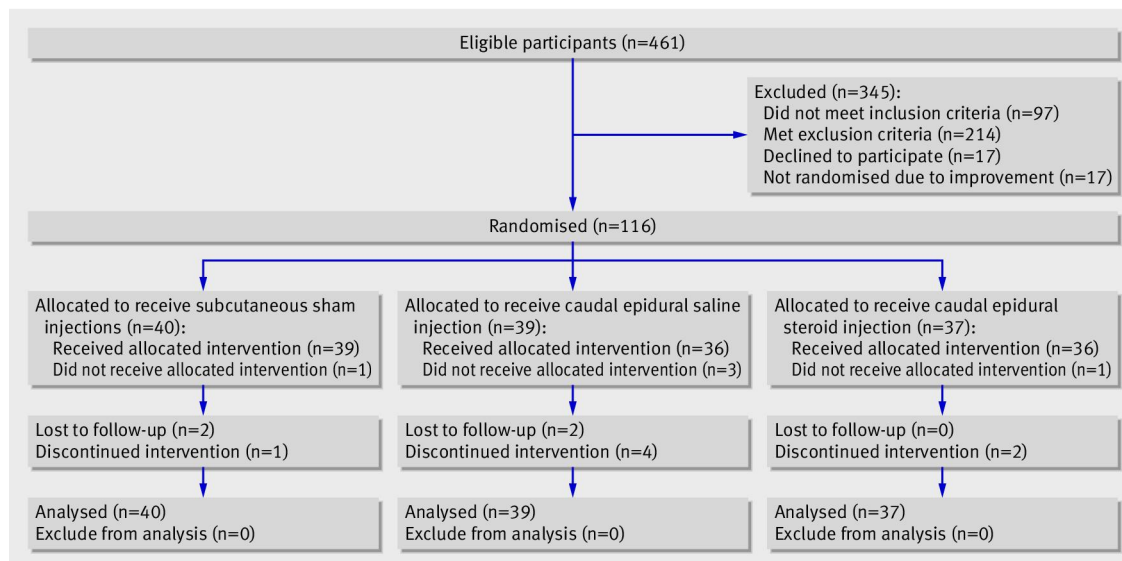 Eligible participants (n=461)
Excluded (n=345):
Did not meet inclusion criteria (n=97)
Met exclusion criteria (n=214)
Declined to participate (n=17)
Not randomised due to improvement (n=17)
Randomised (n=116)
Allocated to receive subcutaneous sham
injections (n=40):
Received allocated intervention (n=39)
Did not receive allocated intervention (n=1)
Allocated to receive caudal epidural saline
injection (n=39):
Received allocated intervention (n=36)
Did not receive allocated intervention (n=3)
Allocated to receive caudal epidural
steroid injection (n=37):
Received allocated intervention (n=36)
Did not receive allocated intervention (n=1)
Lost to follow-up (n=2)
Discontinued intervention (n=1)
Lost to follow-up (n=2)
Discontinued intervention (n=4)
Lost to follow-up (n=0)
Discontinued intervention (n=2)
Analysed (n=40)
Exclude from analysis (n=0)
Analysed (n=39)
Exclude from analysis (n=0)
Analysed (n=37)
Exclude from analysis (n=0)